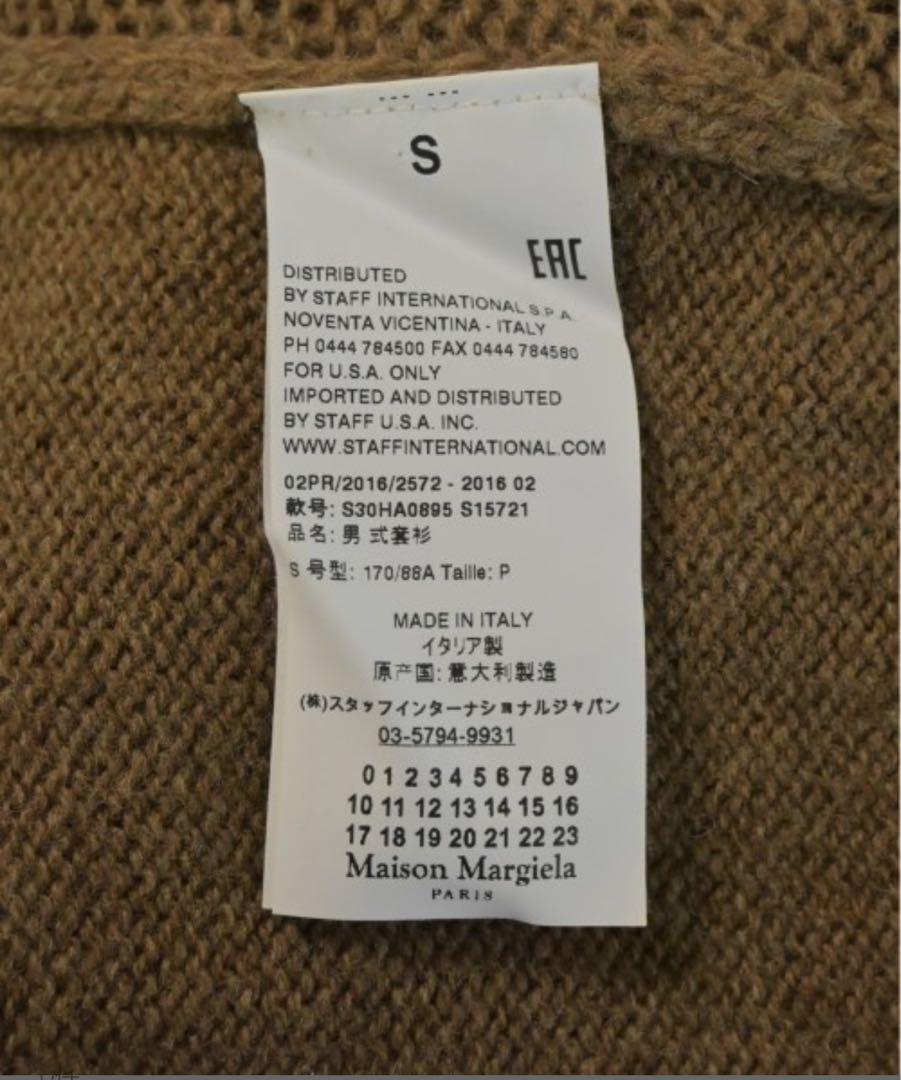 S
EAC
DISTRIBUTED
BY STAFF INTERNATIONAL S.P.A.
NOVENTA VICENTINA - ITALY
PH 0444 784500 FAX 0444 784580
FOR U.S.A. ONLY
IMPORTED AND DISTRIBUTED
BY STAFF U.S.A. INC.
WWW.STAFFINTERNATIONAL.COM
02PR/2016/2572 - 2016 02
款号: S30HA0895 S15721
品名: 男 式套衫
S 号型: 170/88A Taille: P
MADE IN ITALY
イタリア製
原产国: 意大利製造
(株)スタッフインターナショナルジャパン
03-5794-9931
0 1 2 3 4 5 6 7 8 9
10 11 12 13 14 15 16
17 18 19 20 21 22 23
Maison Margiela
PARIS